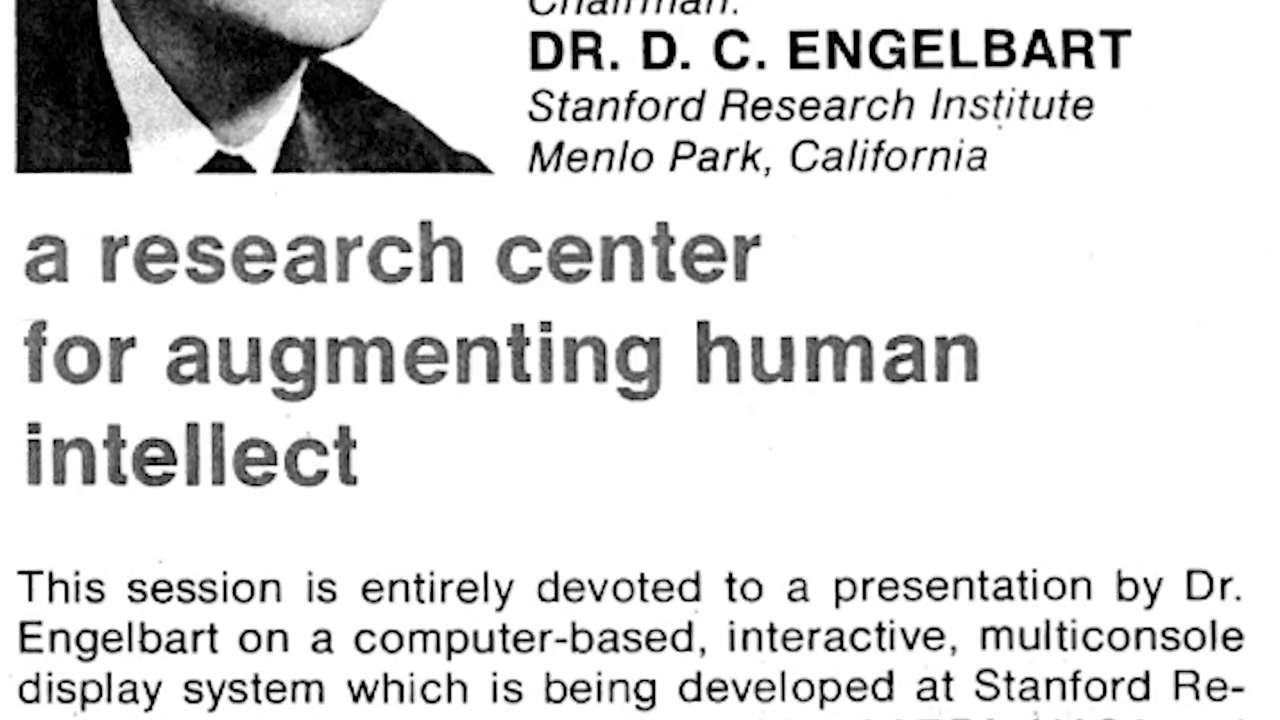 Chairman:
DR. D. C. ENGELBART
Stanford Research Institute
Menlo Park, California
a research center
for augmenting human
intellect
This session is entirely devoted to a presentation by Dr.
Engelbart on a computer-based, interactive, multiconsole
display system which is being developed at Stanford Re-